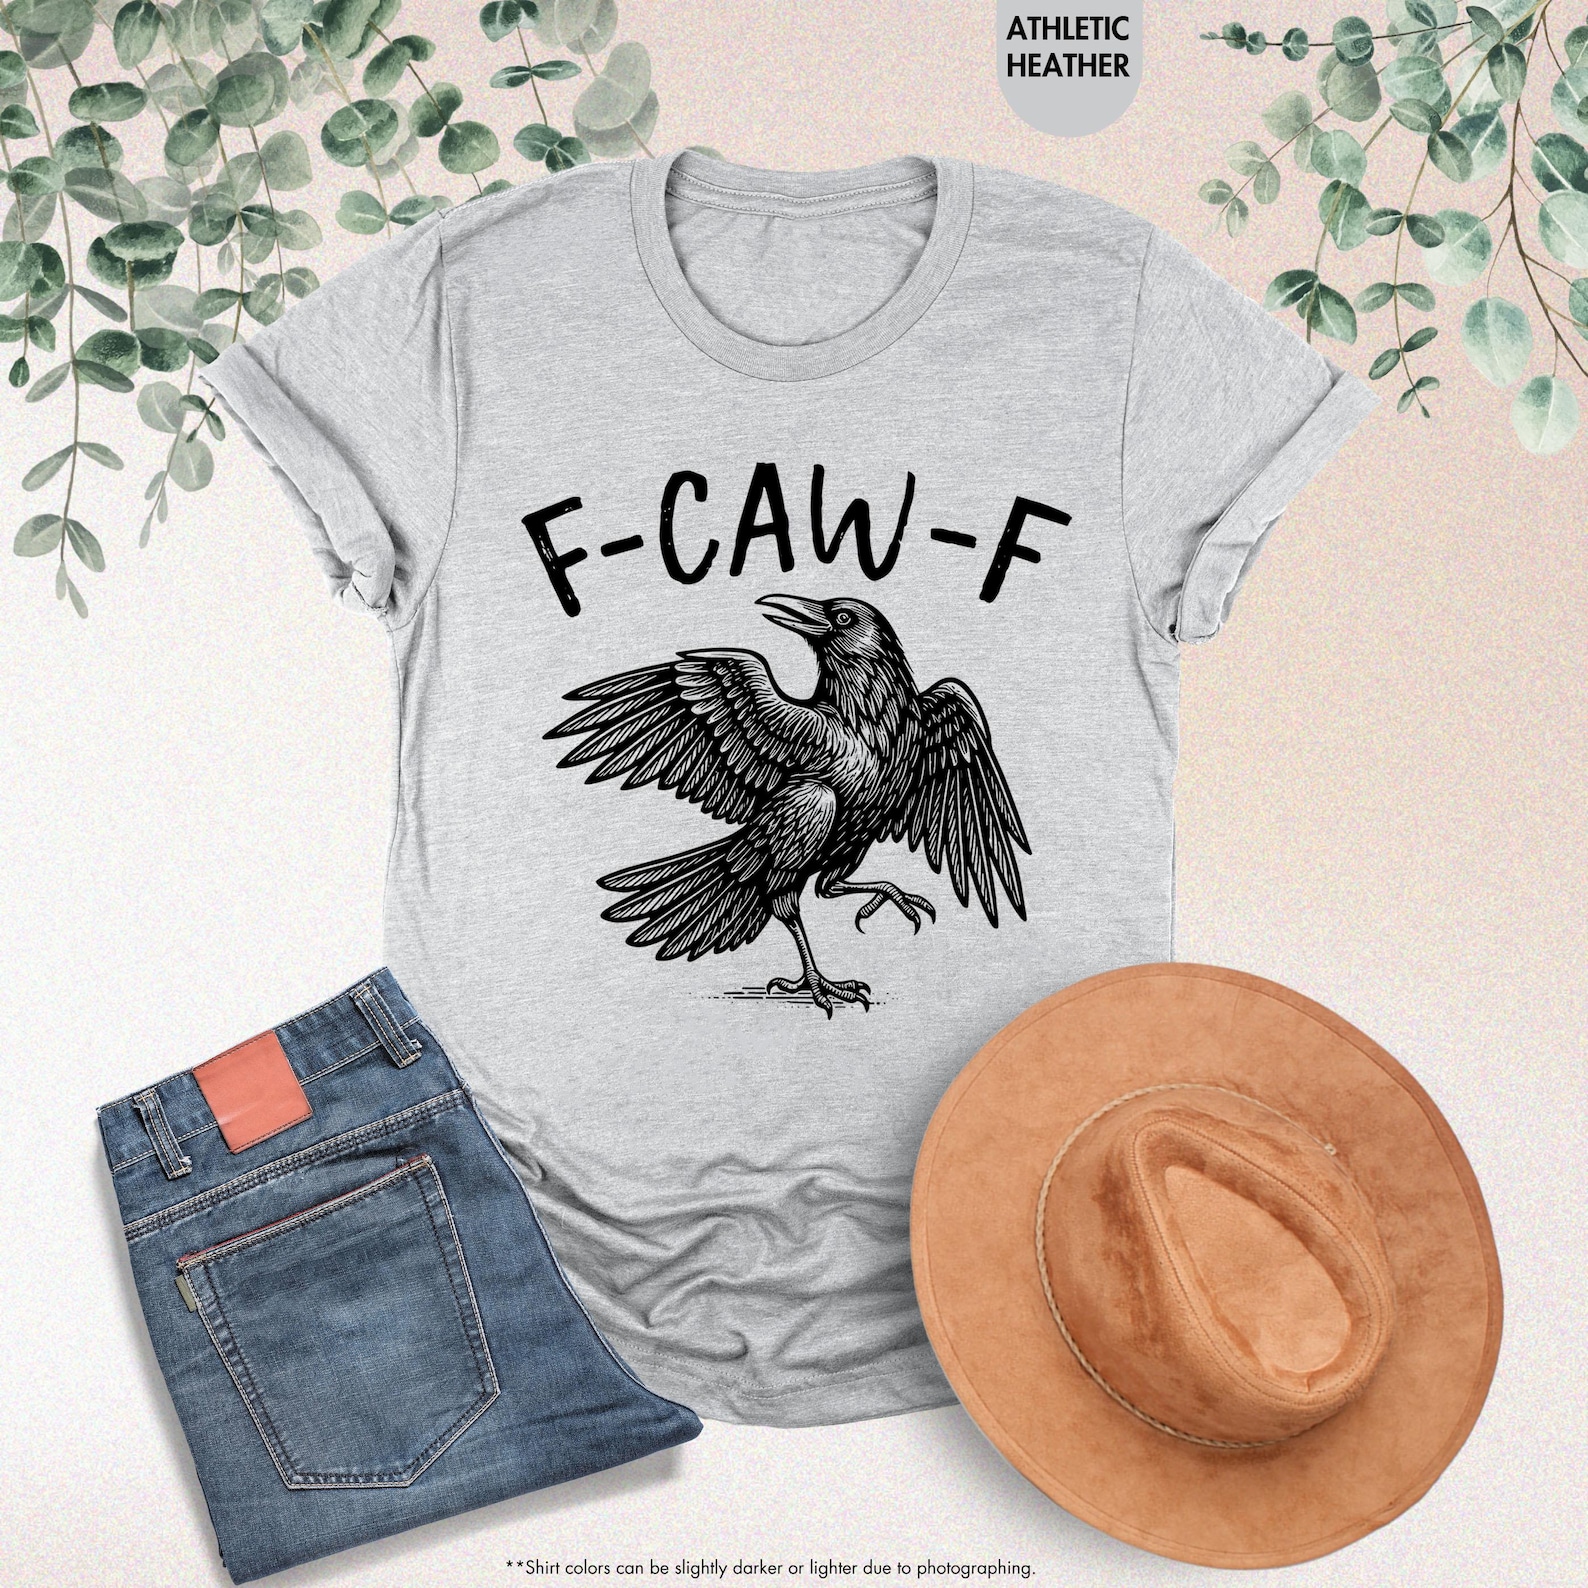 ATHLETIC
HEATHER
F-CAW-F
**Shirt colors can be slightly darker or lighter due to photographing.